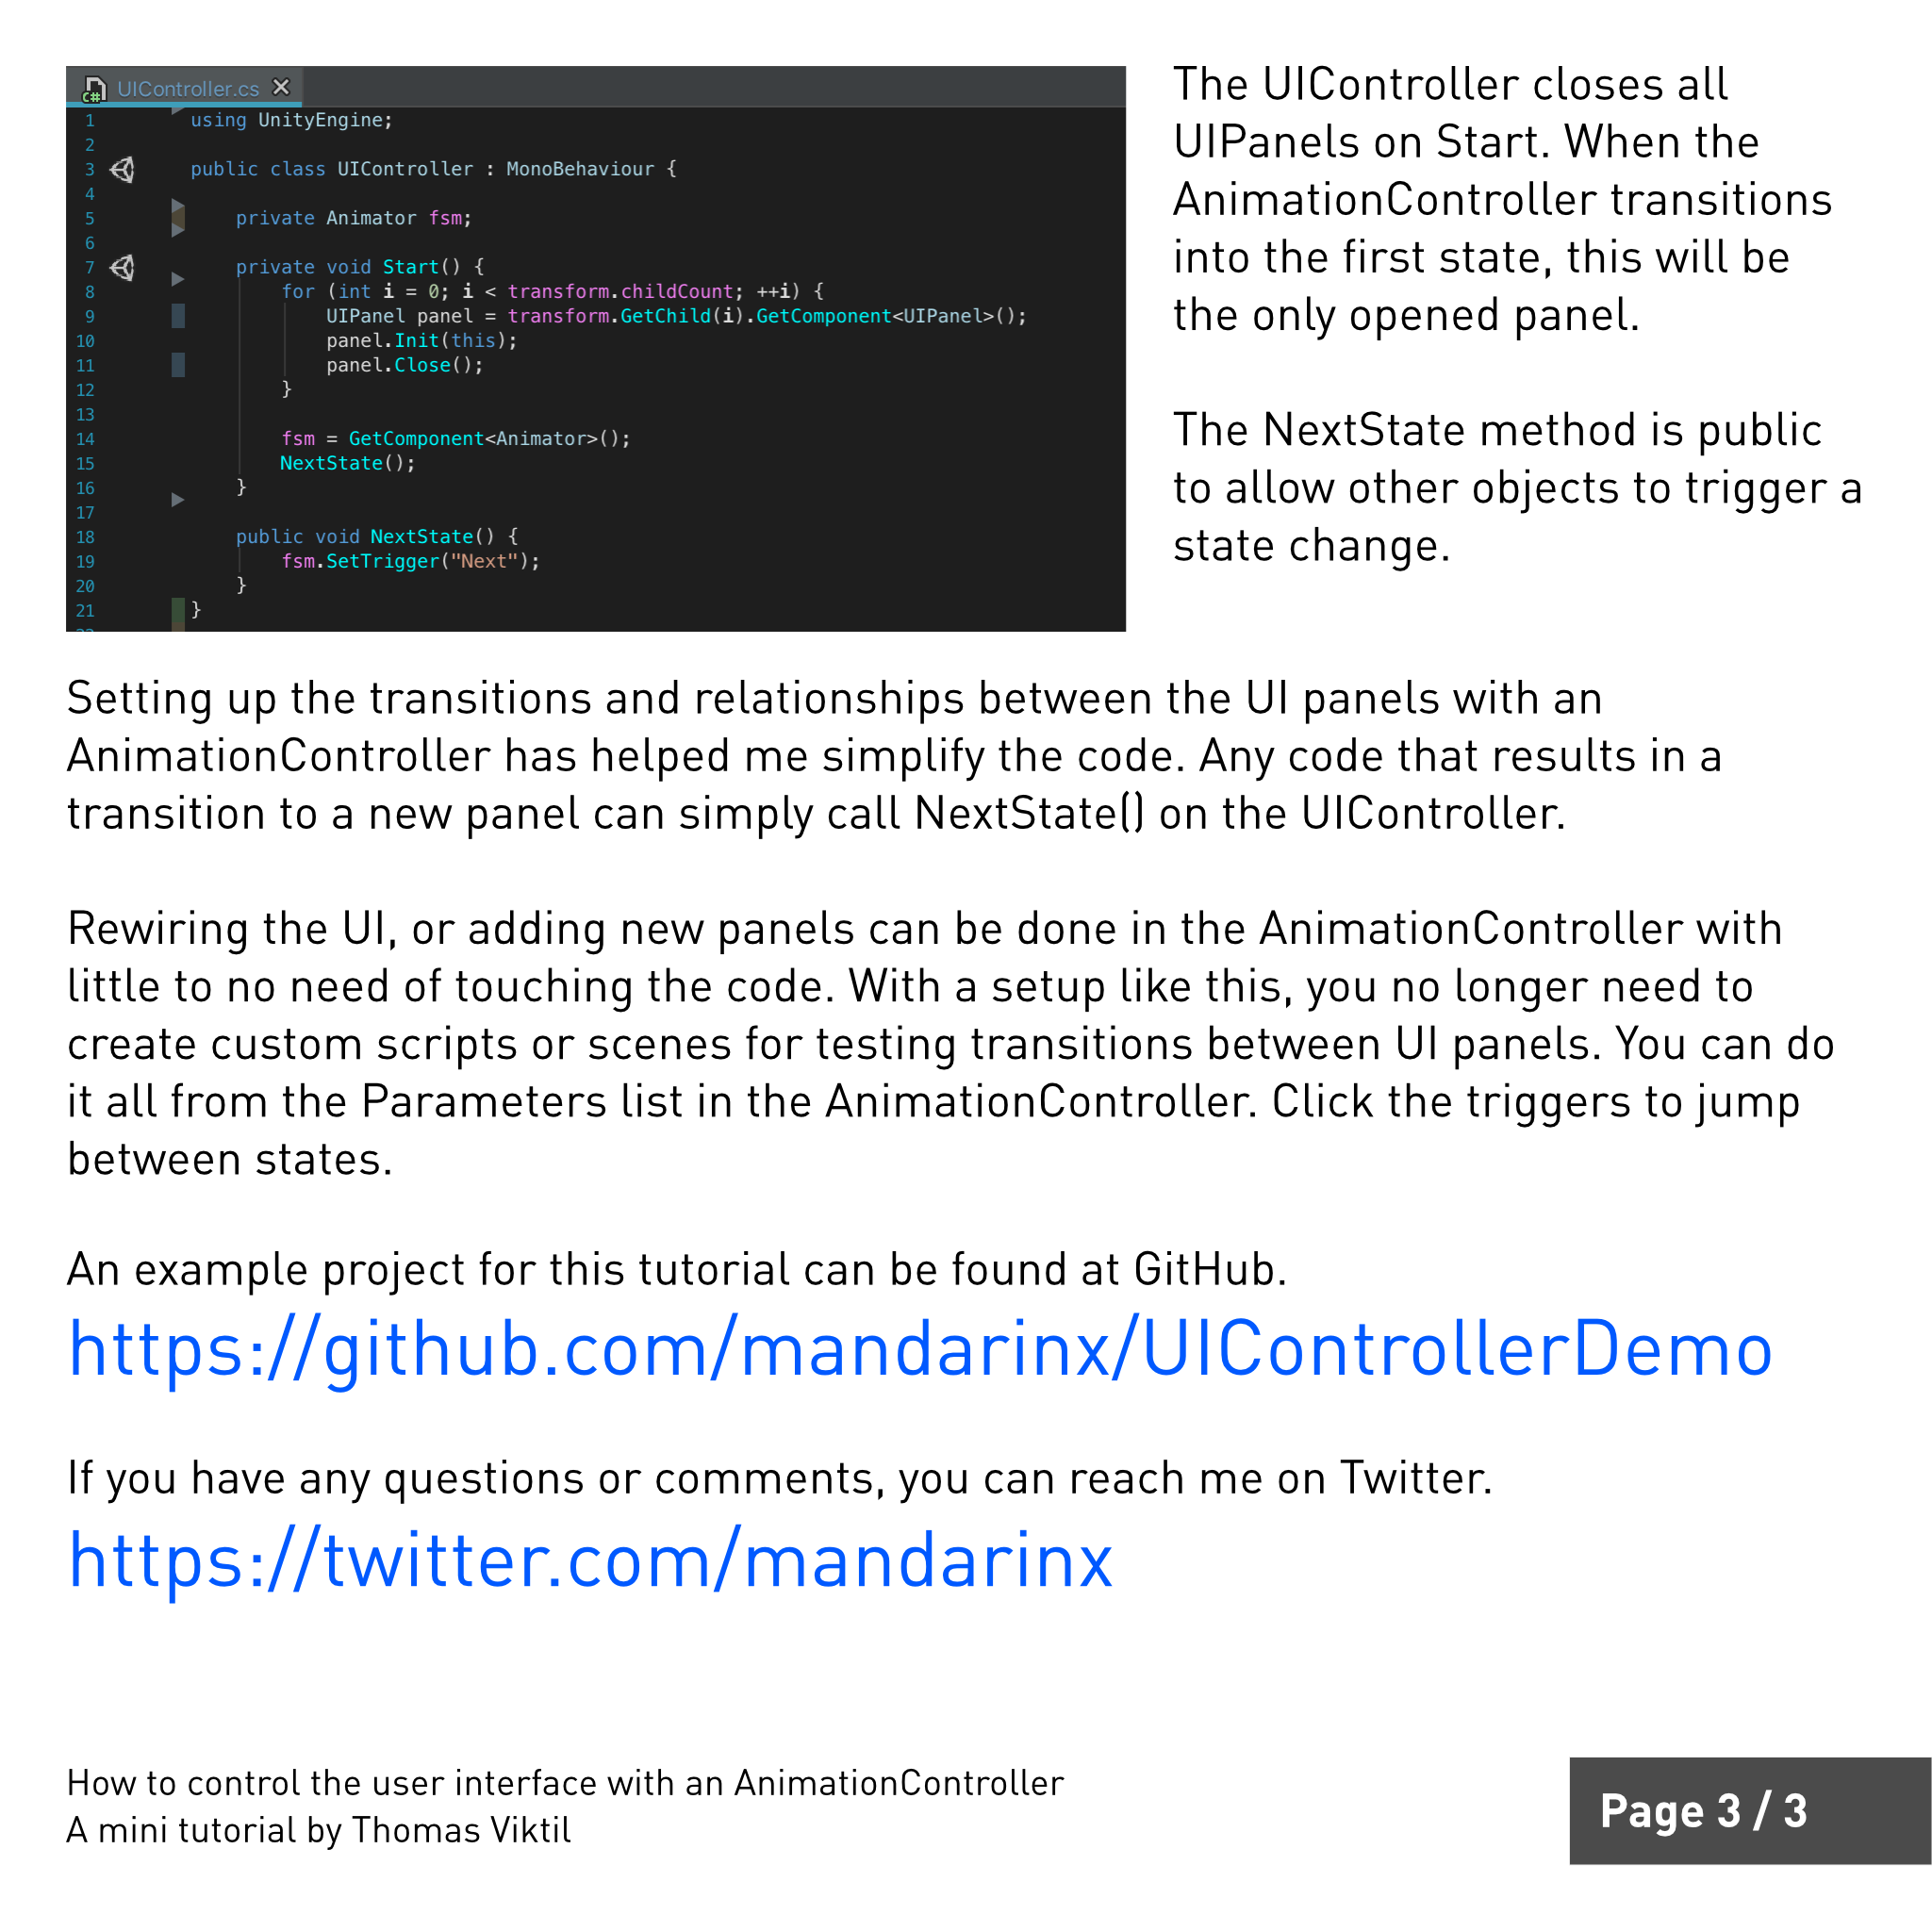 UIController.cs
1 using UnityEngine;
2
3 public class UIController : MonoBehaviour {
4
5 private Animator fsm;
6
7 private void Start() {
8 for (int i = 0; i < transform.childCount; ++i) {
9 UIPanel panel = transform.GetChild(i).GetComponent<UIPanel>();
10 panel.Init(this);
11 panel.Close();
12 }
13
14 fsm = GetComponent<Animator>();
15 NextState();
16 }
17
18 public void NextState() {
19 fsm.SetTrigger("Next");
20 }
21 }
The UIController closes all
UIPanels on Start. When the
AnimationController transitions
into the first state, this will be
the only opened panel.
The NextState method is public
to allow other objects to trigger a
state change.
Setting up the transitions and relationships between the UI panels with an
AnimationController has helped me simplify the code. Any code that results in a
transition to a new panel can simply call NextState() on the UIController.
Rewiring the UI, or adding new panels can be done in the AnimationController with
little to no need of touching the code. With a setup like this, you no longer need to
create custom scripts or scenes for testing transitions between UI panels. You can do
it all from the Parameters list in the AnimationController. Click the triggers to jump
between states.
An example project for this tutorial can be found at GitHub.
https://github.com/mandarinx/UIControllerDemo
If you have any questions or comments, you can reach me on Twitter.
https://twitter.com/mandarinx
How to control the user interface with an AnimationController
A mini tutorial by Thomas Viktil
Page 3 / 3